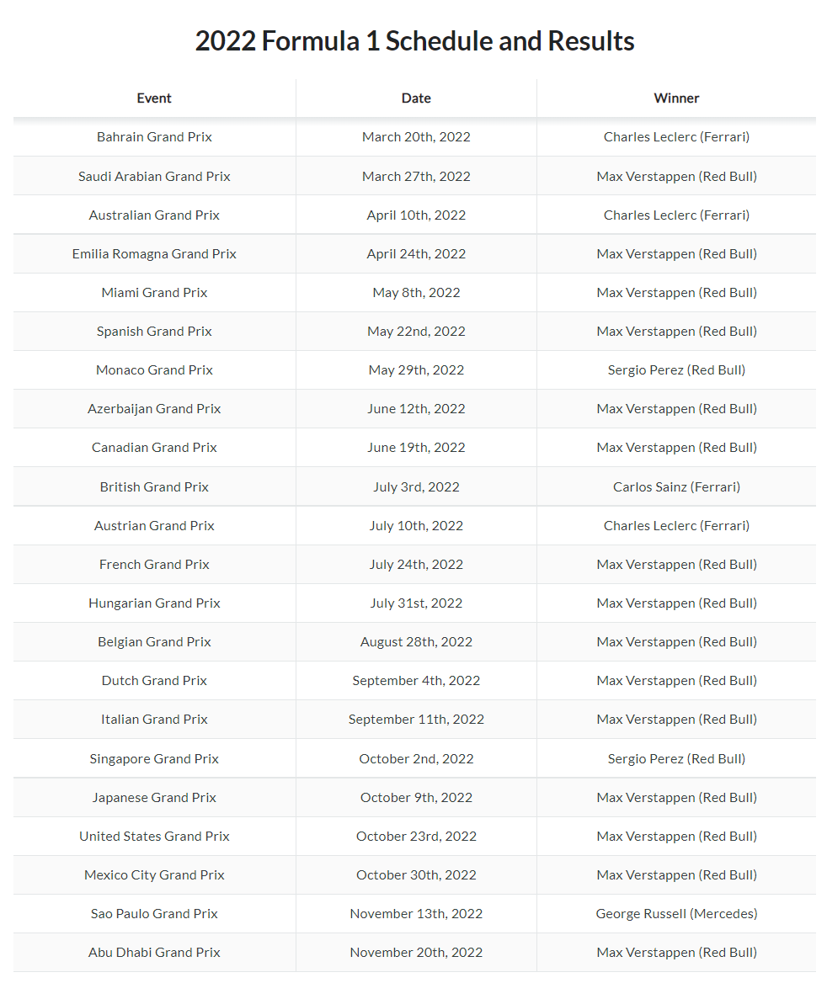 2022 Formula 1 Schedule and Results
Event Date Winner
Bahrain Grand Prix March 20th, 2022 Charles Leclerc (Ferrari)
Saudi Arabian Grand Prix March 27th, 2022 Max Verstappen (Red Bull)
Australian Grand Prix April 10th, 2022 Charles Leclerc (Ferrari)
Emilia Romagna Grand Prix April 24th, 2022 Max Verstappen (Red Bull)
Miami Grand Prix May 8th, 2022 Max Verstappen (Red Bull)
Spanish Grand Prix May 22nd, 2022 Max Verstappen (Red Bull)
Monaco Grand Prix May 29th, 2022 Sergio Perez (Red Bull)
Azerbaijan Grand Prix June 12th, 2022 Max Verstappen (Red Bull)
Canadian Grand Prix June 19th, 2022 Max Verstappen (Red Bull)
British Grand Prix July 3rd, 2022 Carlos Sainz (Ferrari)
Austrian Grand Prix July 10th, 2022 Charles Leclerc (Ferrari)
French Grand Prix July 24th, 2022 Max Verstappen (Red Bull)
Hungarian Grand Prix July 31st, 2022 Max Verstappen (Red Bull)
Belgian Grand Prix August 28th, 2022 Max Verstappen (Red Bull)
Dutch Grand Prix September 4th, 2022 Max Verstappen (Red Bull)
Italian Grand Prix September 11th, 2022 Max Verstappen (Red Bull)
Singapore Grand Prix October 2nd, 2022 Sergio Perez (Red Bull)
Japanese Grand Prix October 9th, 2022 Max Verstappen (Red Bull)
United States Grand Prix October 23rd, 2022 Max Verstappen (Red Bull)
Mexico City Grand Prix October 30th, 2022 Max Verstappen (Red Bull)
Sao Paulo Grand Prix November 13th, 2022 George Russell (Mercedes)
Abu Dhabi Grand Prix November 20th, 2022 Max Verstappen (Red Bull)